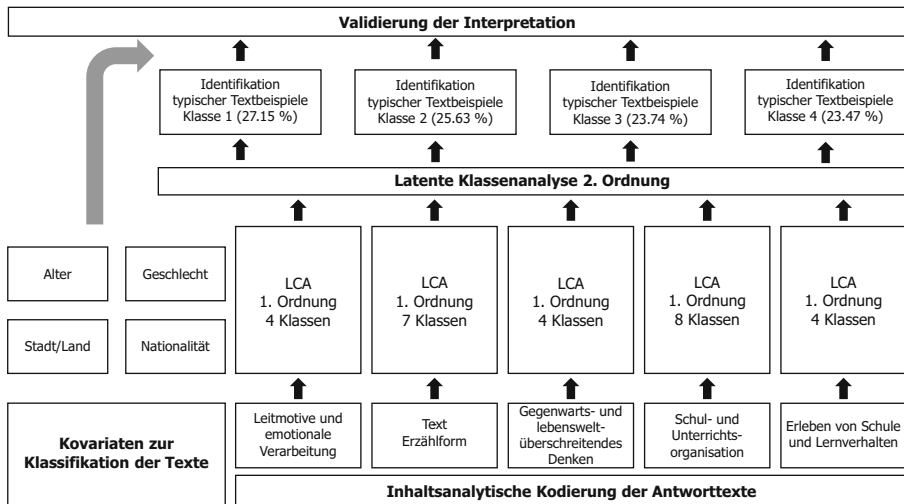 Validierung der Interpretation
Identifikation
typischer Textbeispiele
Klasse 1 (27.15 %)
Identifikation
typischer Textbeispiele
Klasse 2 (25.63 %)
Identifikation
typischer Textbeispiele
Klasse 3 (23.74 %)
Identifikation
typischer Textbeispiele
Klasse 4 (23.47 %)
Latente Klassenanalyse 2. Ordnung
Alter
Geschlecht
Stadt/Land
Nationalität
LCA
1. Ordnung
4 Klassen
LCA
1. Ordnung
7 Klassen
LCA
1. Ordnung
4 Klassen
LCA
1. Ordnung
8 Klassen
LCA
1. Ordnung
4 Klassen
Kovariaten zur
Klassifikation der Texte
Leitmotive und
emotionale
Verarbeitung
Text
Erzählform
Gegenwarts- und
lebenswelt-
überschreitendes
Denken
Schul- und
Unterrichts-
organisation
Erleben von Schule
und Lernverhalten
Inhaltsanalytische Kodierung der Antworttexte